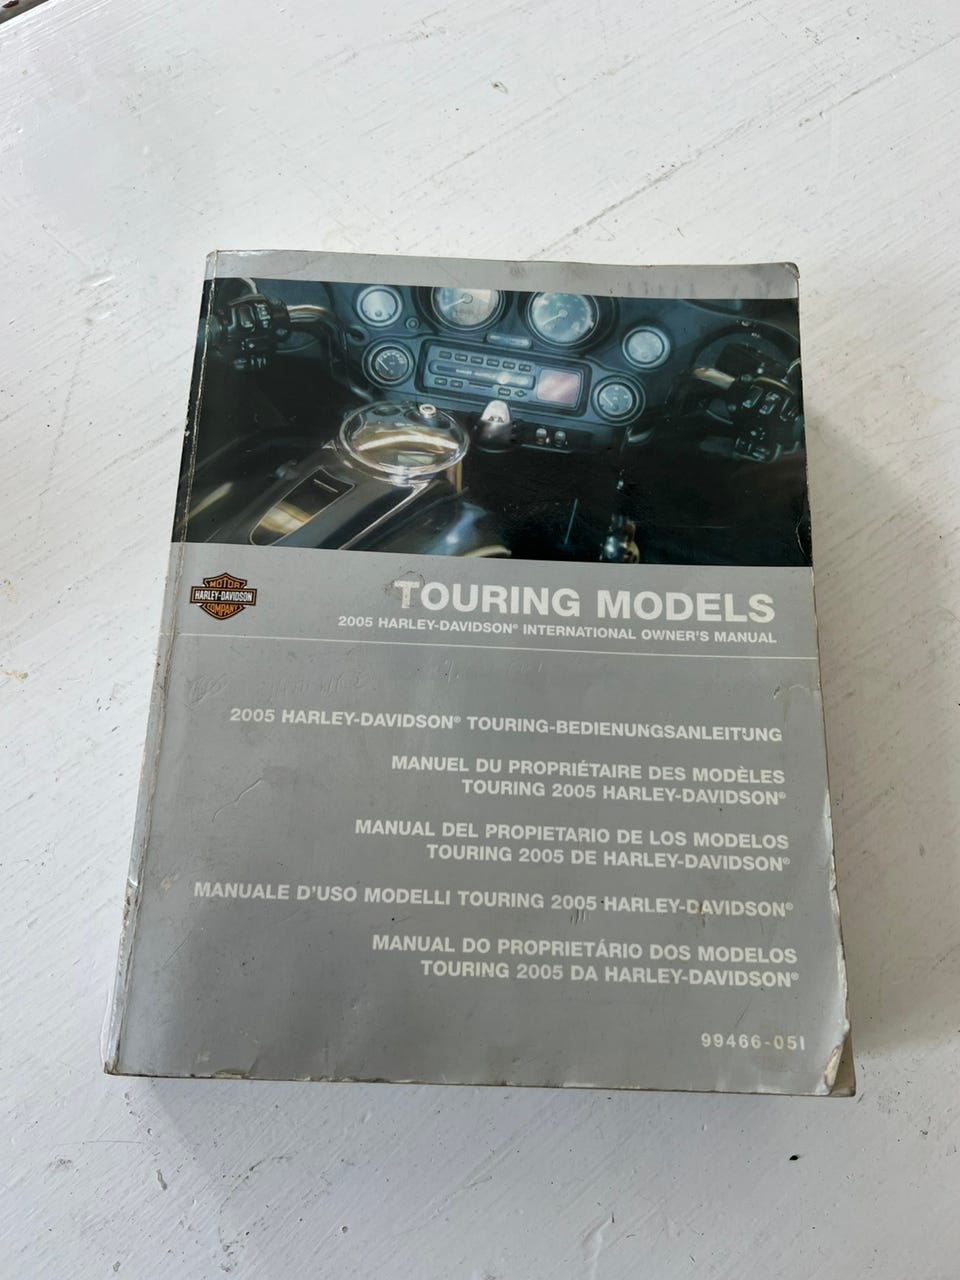 TOURING MODELS
MOTOR
HARLEY-DAVIDSON
COMPANY
2005 HARLEY-DAVIDSON® INTERNATIONAL OWNER'S MANUAL
2005 HARLEY-DAVIDSON® TOURING-BEDIENUNGSANLEITUNG
MANUEL DU PROPRIÉTAIRE DES MODÈLES
TOURING 2005 HARLEY-DAVIDSON®
MANUAL DEL PROPIETARIO DE LOS MODELOS
TOURING 2005 DE HARLEY-DAVIDSON®
MANUALE D'USO MODELLI TOURING 2005 HARLEY-DAVIDSON®
MANUAL DO PROPRIETÁRIO DOS MODELOS
TOURING 2005 DA HARLEY-DAVIDSON®
99466-05I